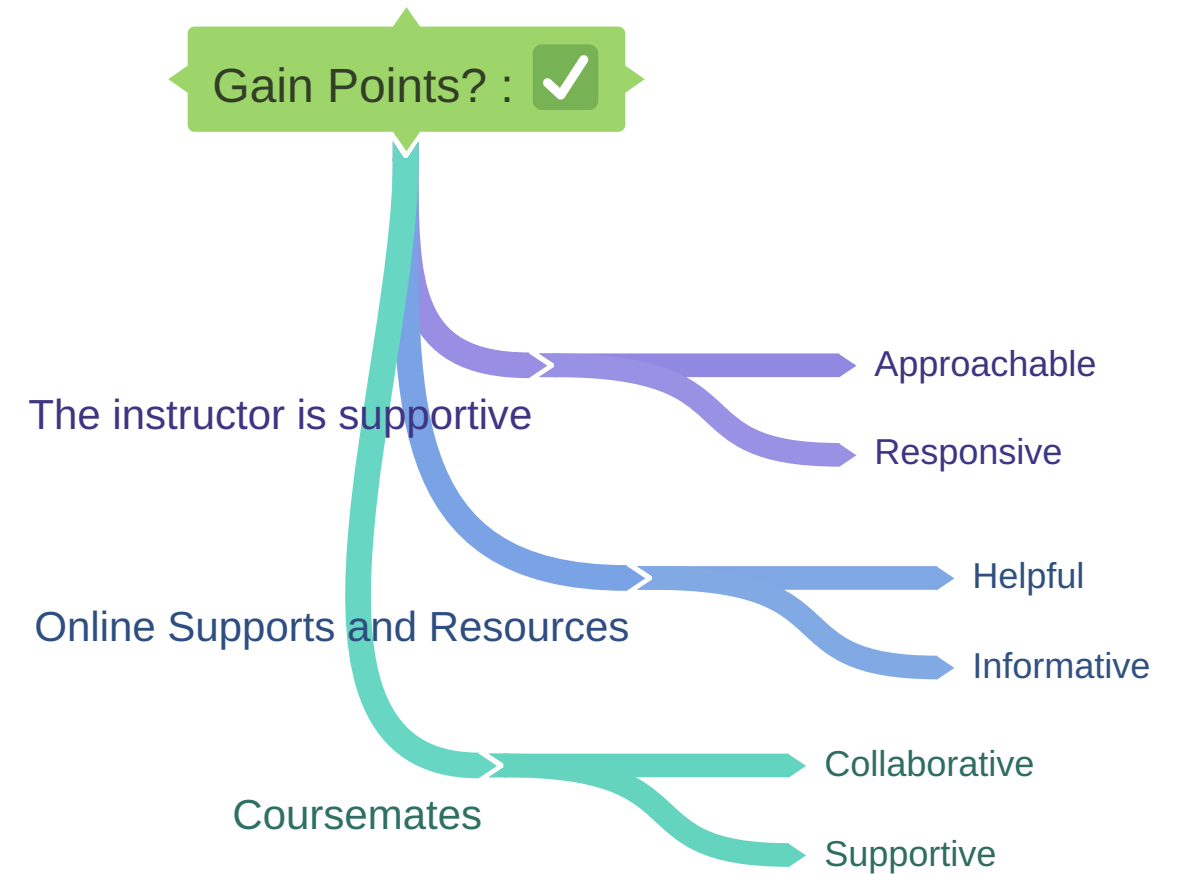 Gain Points? : ✅
Approachable
The instructor is supportive
Responsive
Helpful
Online Supports and Resources
Informative
Collaborative
Coursemates
Supportive